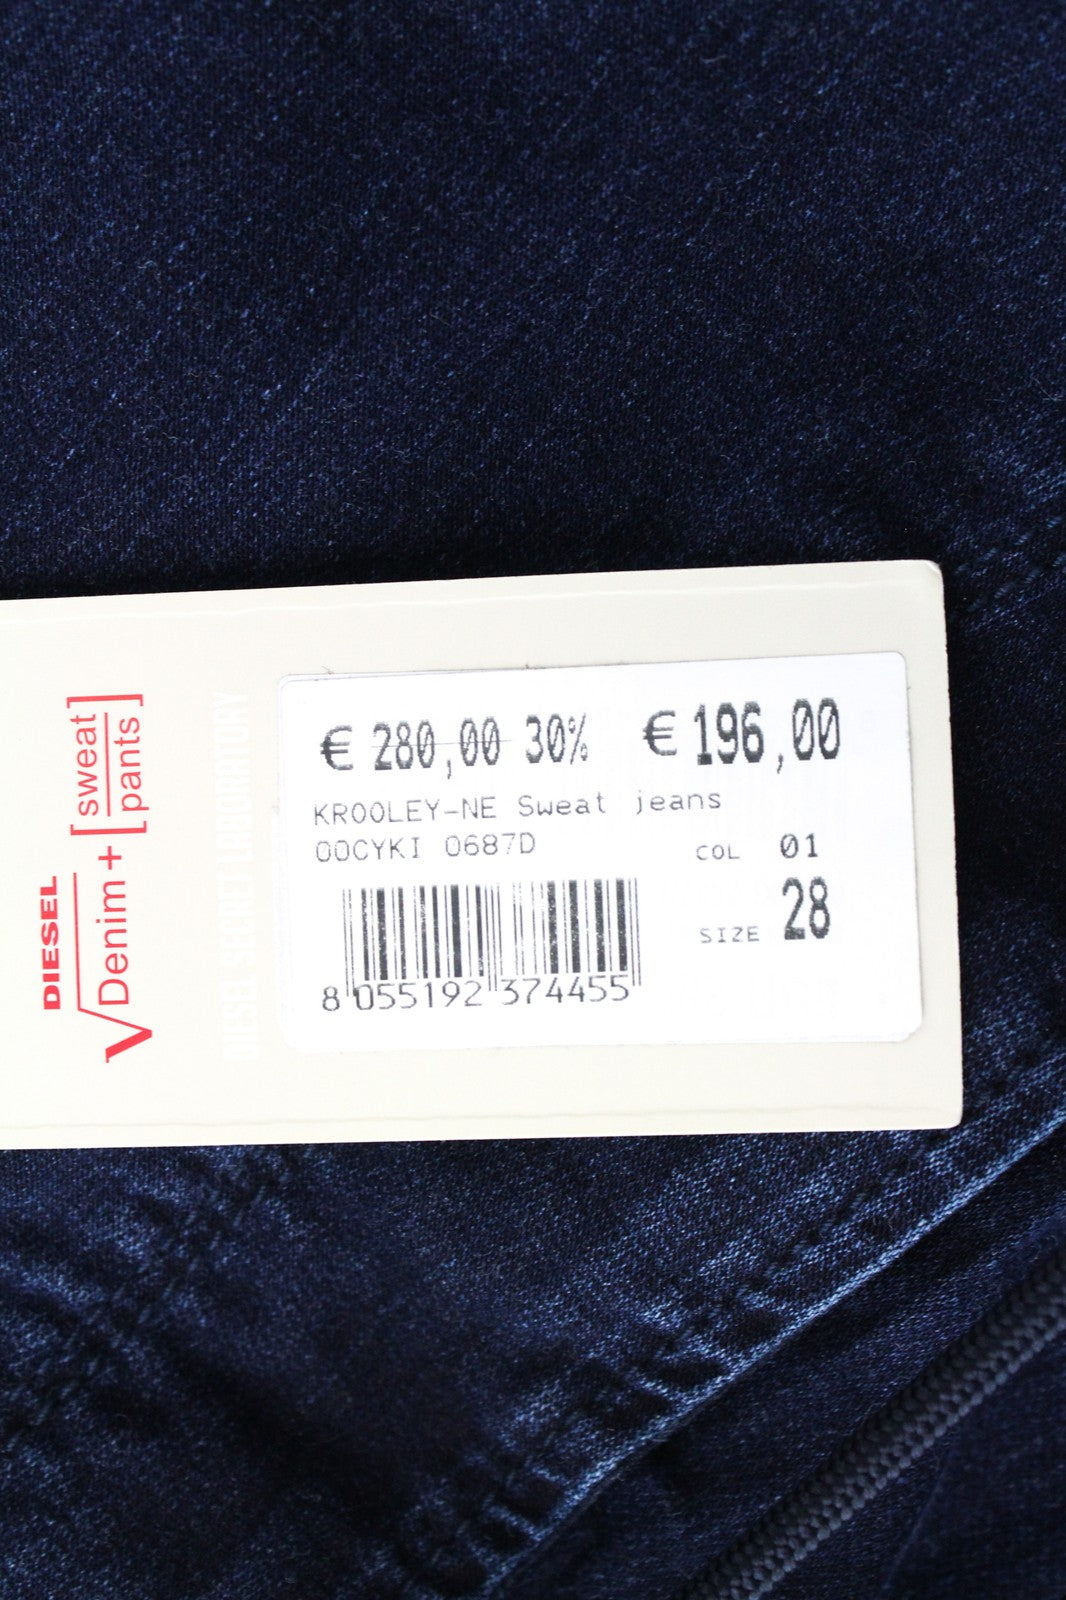 DIESEL
Denim + [sweat pants]
DIESEL SECRET LABORATORY
€ 280,00 30% € 196,00
KROOLEY-NE Sweat jeans
00CYKI 0687D COL 01
SIZE 28
8 055192 374455